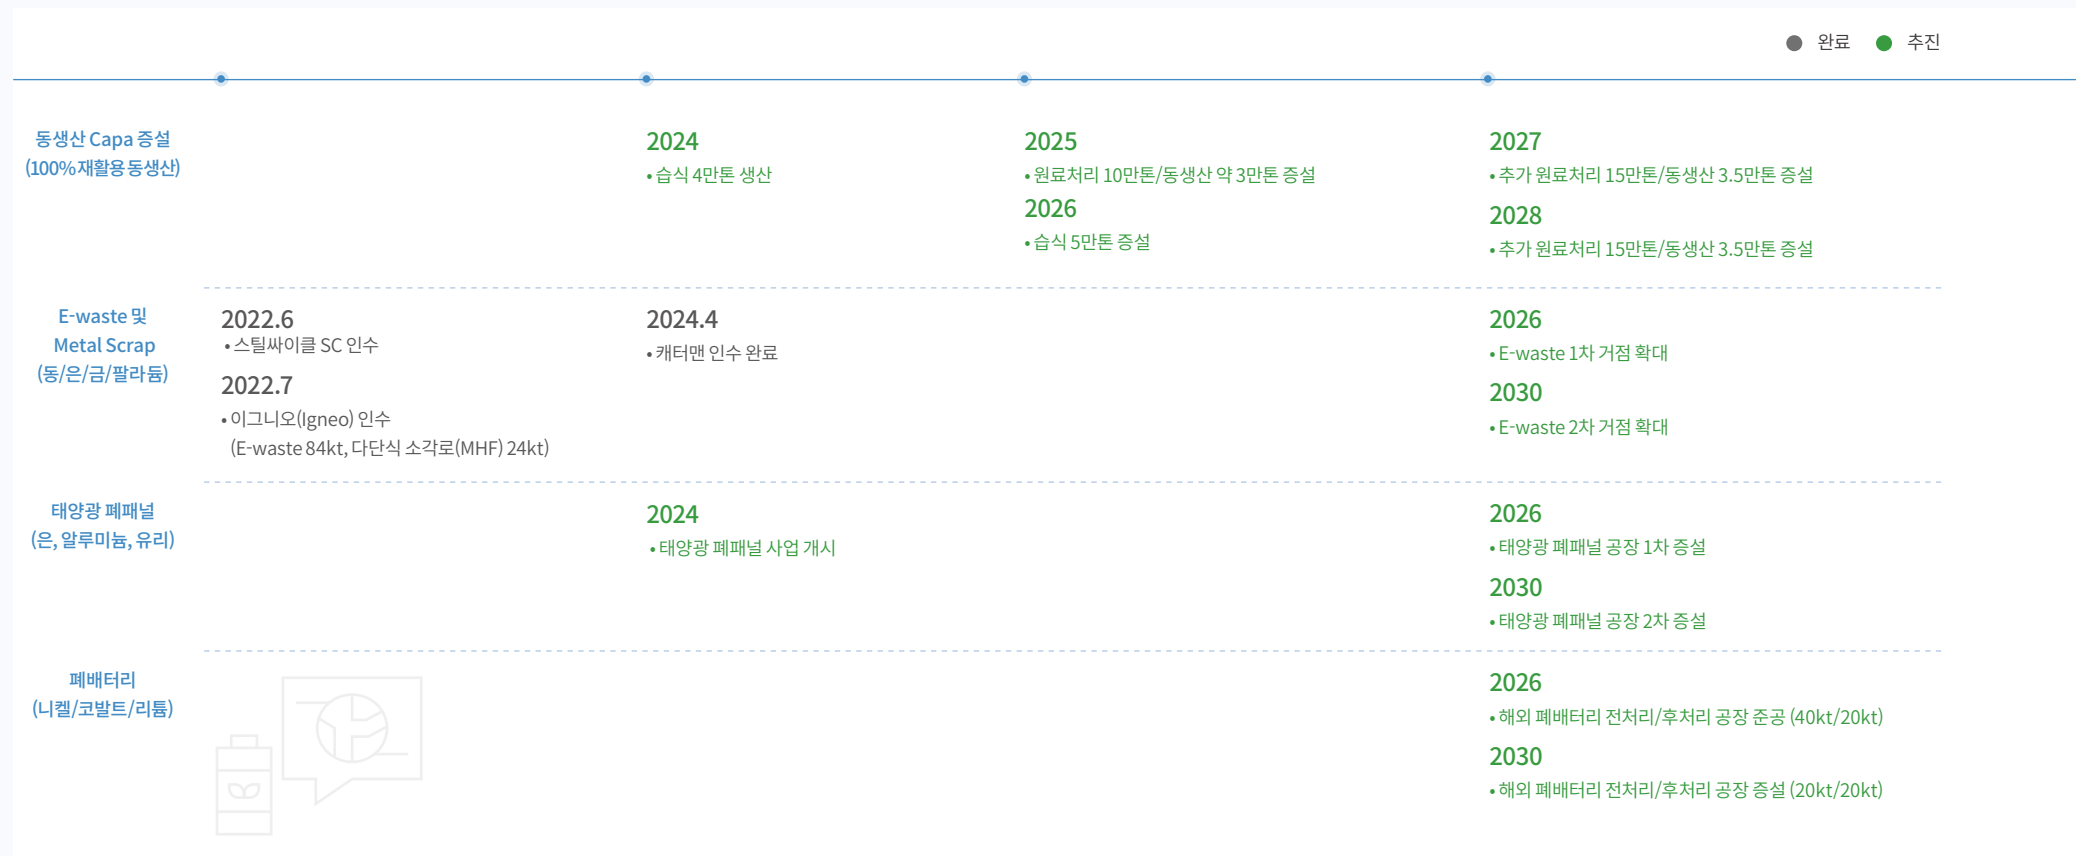 완료 추진
동생산 Capa 증설
(100% 재활용 동생산)
2024
• 습식 4만톤 생산
2025
• 원료처리 10만톤/동생산 약 3만톤 증설
2026
• 습식 5만톤 증설
2027
• 추가 원료처리 15만톤/동생산 3.5만톤 증설
2028
• 추가 원료처리 15만톤/동생산 3.5만톤 증설
E-waste 및
Metal Scrap
(동/은/금/팔라듐)
2022.6
• 스틸싸이클 SC 인수
2022.7
• 이그니오(Igneo) 인수
(E-waste 84kt, 다단식 소각로(MHF) 24kt)
2024.4
• 캐터맨 인수 완료
2026
• E-waste 1차 거점 확대
2030
• E-waste 2차 거점 확대
태양광 폐패널
(은, 알루미늄, 유리)
2024
• 태양광 폐패널 사업 개시
2026
• 태양광 폐패널 공장 1차 증설
2030
• 태양광 폐패널 공장 2차 증설
폐배터리
(니켈/코발트/리튬)
2026
• 해외 폐배터리 전처리/후처리 공장 준공 (40kt/20kt)
2030
• 해외 폐배터리 전처리/후처리 공장 증설 (20kt/20kt)